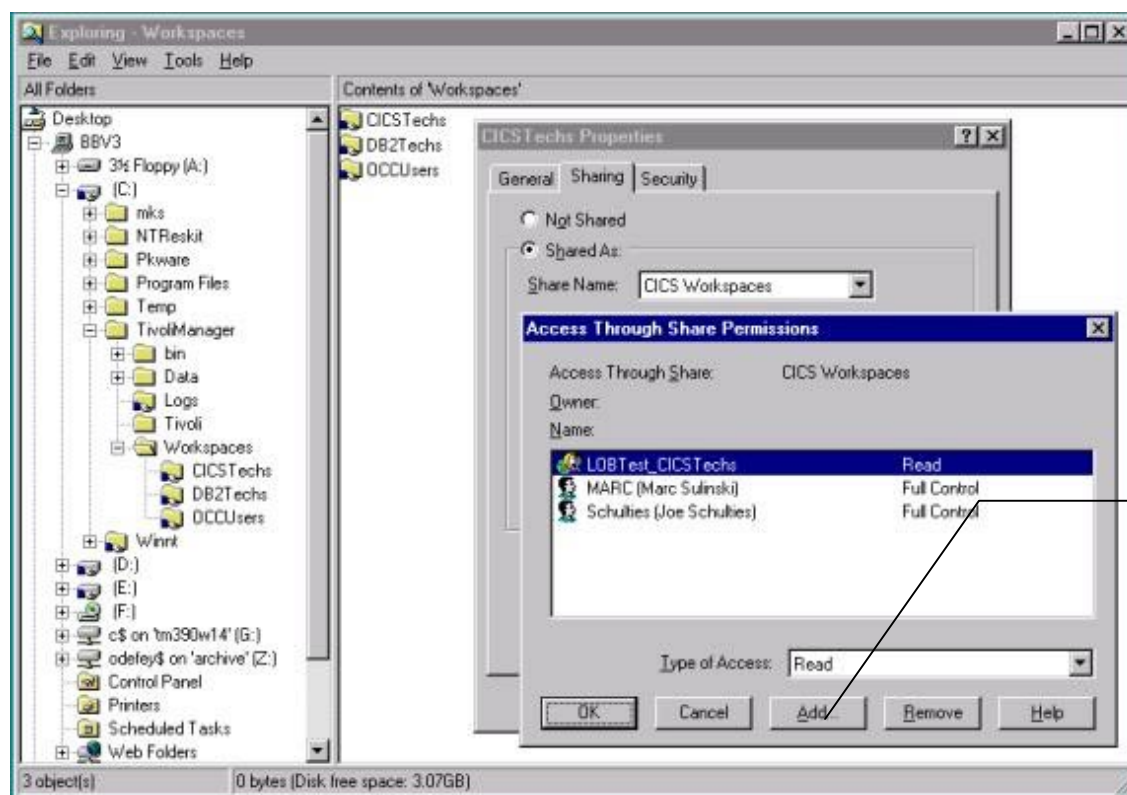 Exploring - Workspaces
File Edit View Tools Help
All Folders
Contents of 'Workspaces'
Desktop
BBV3
3½ Floppy (A:)
(C:)
mks
NTReskit
Pkware
Program Files
Temp
TivoliManager
bin
Data
Logs
Tivoli
Workspaces
CICSTechs
DB2Techs
OCCUsers
Winnt
(D:)
(E:)
(F:)
c$ on 'tm390w14' (G:)
odefey$ on 'archive' (Z:)
Control Panel
Printers
Scheduled Tasks
Web Folders
CICSTechs
DB2Techs
OCCUsers
CICSTechs Properties
General Sharing Security
Not Shared
Shared As:
Share Name: CICS Workspaces
Access Through Share Permissions
Access Through Share: CICS Workspaces
Owner:
Name:
LOBTest_CICSTechs Read
MARC (Marc Sulinski) Full Control
Schulties (Joe Schulties) Full Control
Type of Access: Read
OK Cancel Add... Remove Help
3 object(s) 0 bytes (Disk free space: 3.07GB)